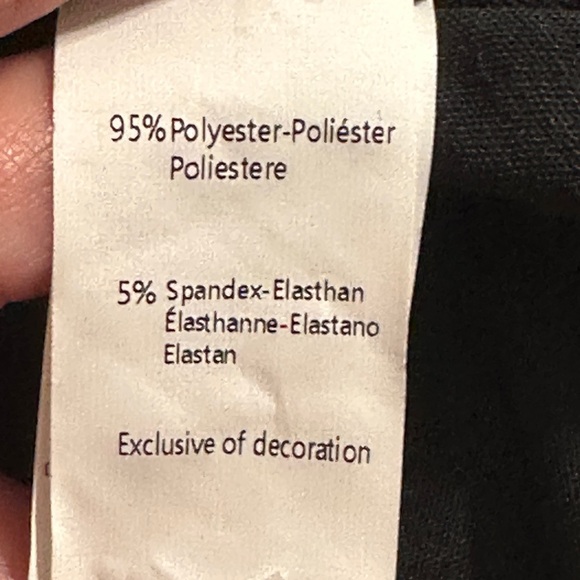 95% Polyester-Poliéster
Poliestere
5% Spandex-Elasthan
Élasthanne-Elastano
Elastan
Exclusive of decoration